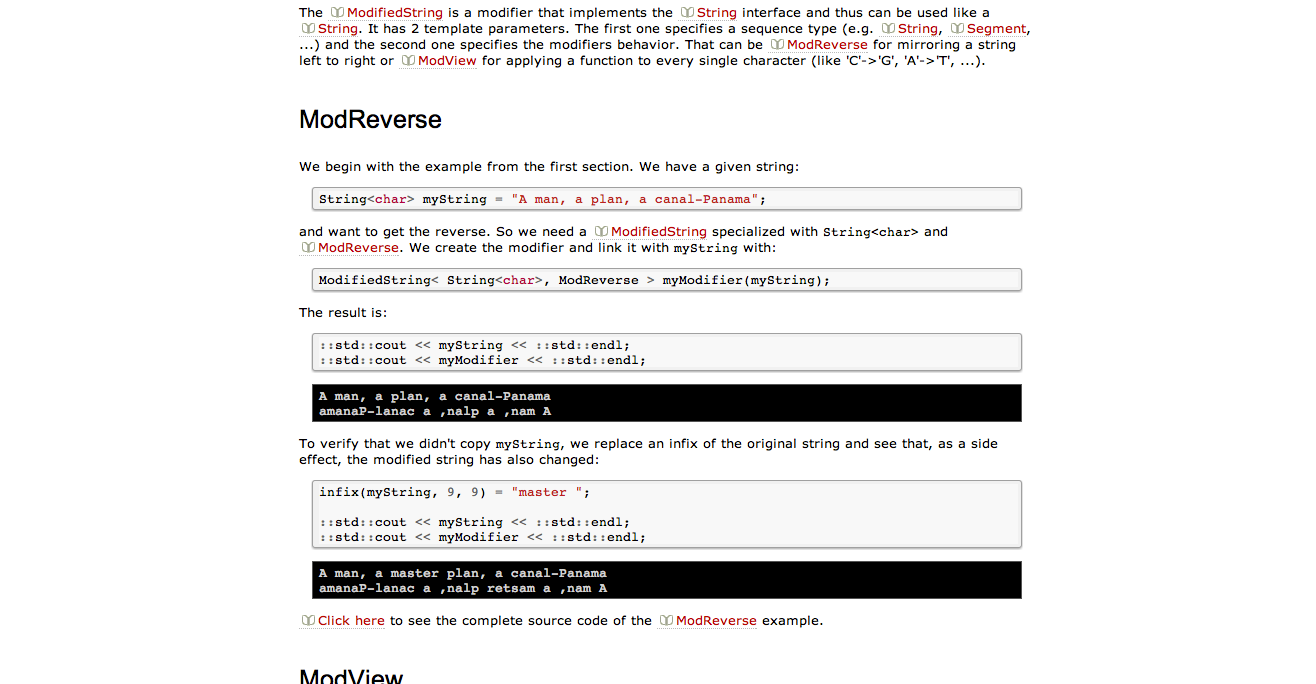 The ModifiedString is a modifier that implements the String interface and thus can be used like a
String. It has 2 template parameters. The first one specifies a sequence type (e.g. String, Segment,
...) and the second one specifies the modifiers behavior. That can be ModReverse for mirroring a string
left to right or ModView for applying a function to every single character (like 'C'->'G', 'A'->'T', ...).
ModReverse
We begin with the example from the first section. We have a given string:
String<char> myString = "A man, a plan, a canal-Panama";
and want to get the reverse. So we need a ModifiedString specialized with String<char> and
ModReverse. We create the modifier and link it with myString with:
ModifiedString< String<char>, ModReverse > myModifier(myString);
The result is:
::std::cout << myString << ::std::endl;
::std::cout << myModifier << ::std::endl;
A man, a plan, a canal-Panama
amanaP-lanac a ,nalp a ,nam A
To verify that we didn't copy myString, we replace an infix of the original string and see that, as a side
effect, the modified string has also changed:
infix(myString, 9, 9) = "master ";
::std::cout << myString << ::std::endl;
::std::cout << myModifier << ::std::endl;
A man, a master plan, a canal-Panama
amanaP-lanac a ,nalp retsam a ,nam A
Click here to see the complete source code of the ModReverse example.
ModView